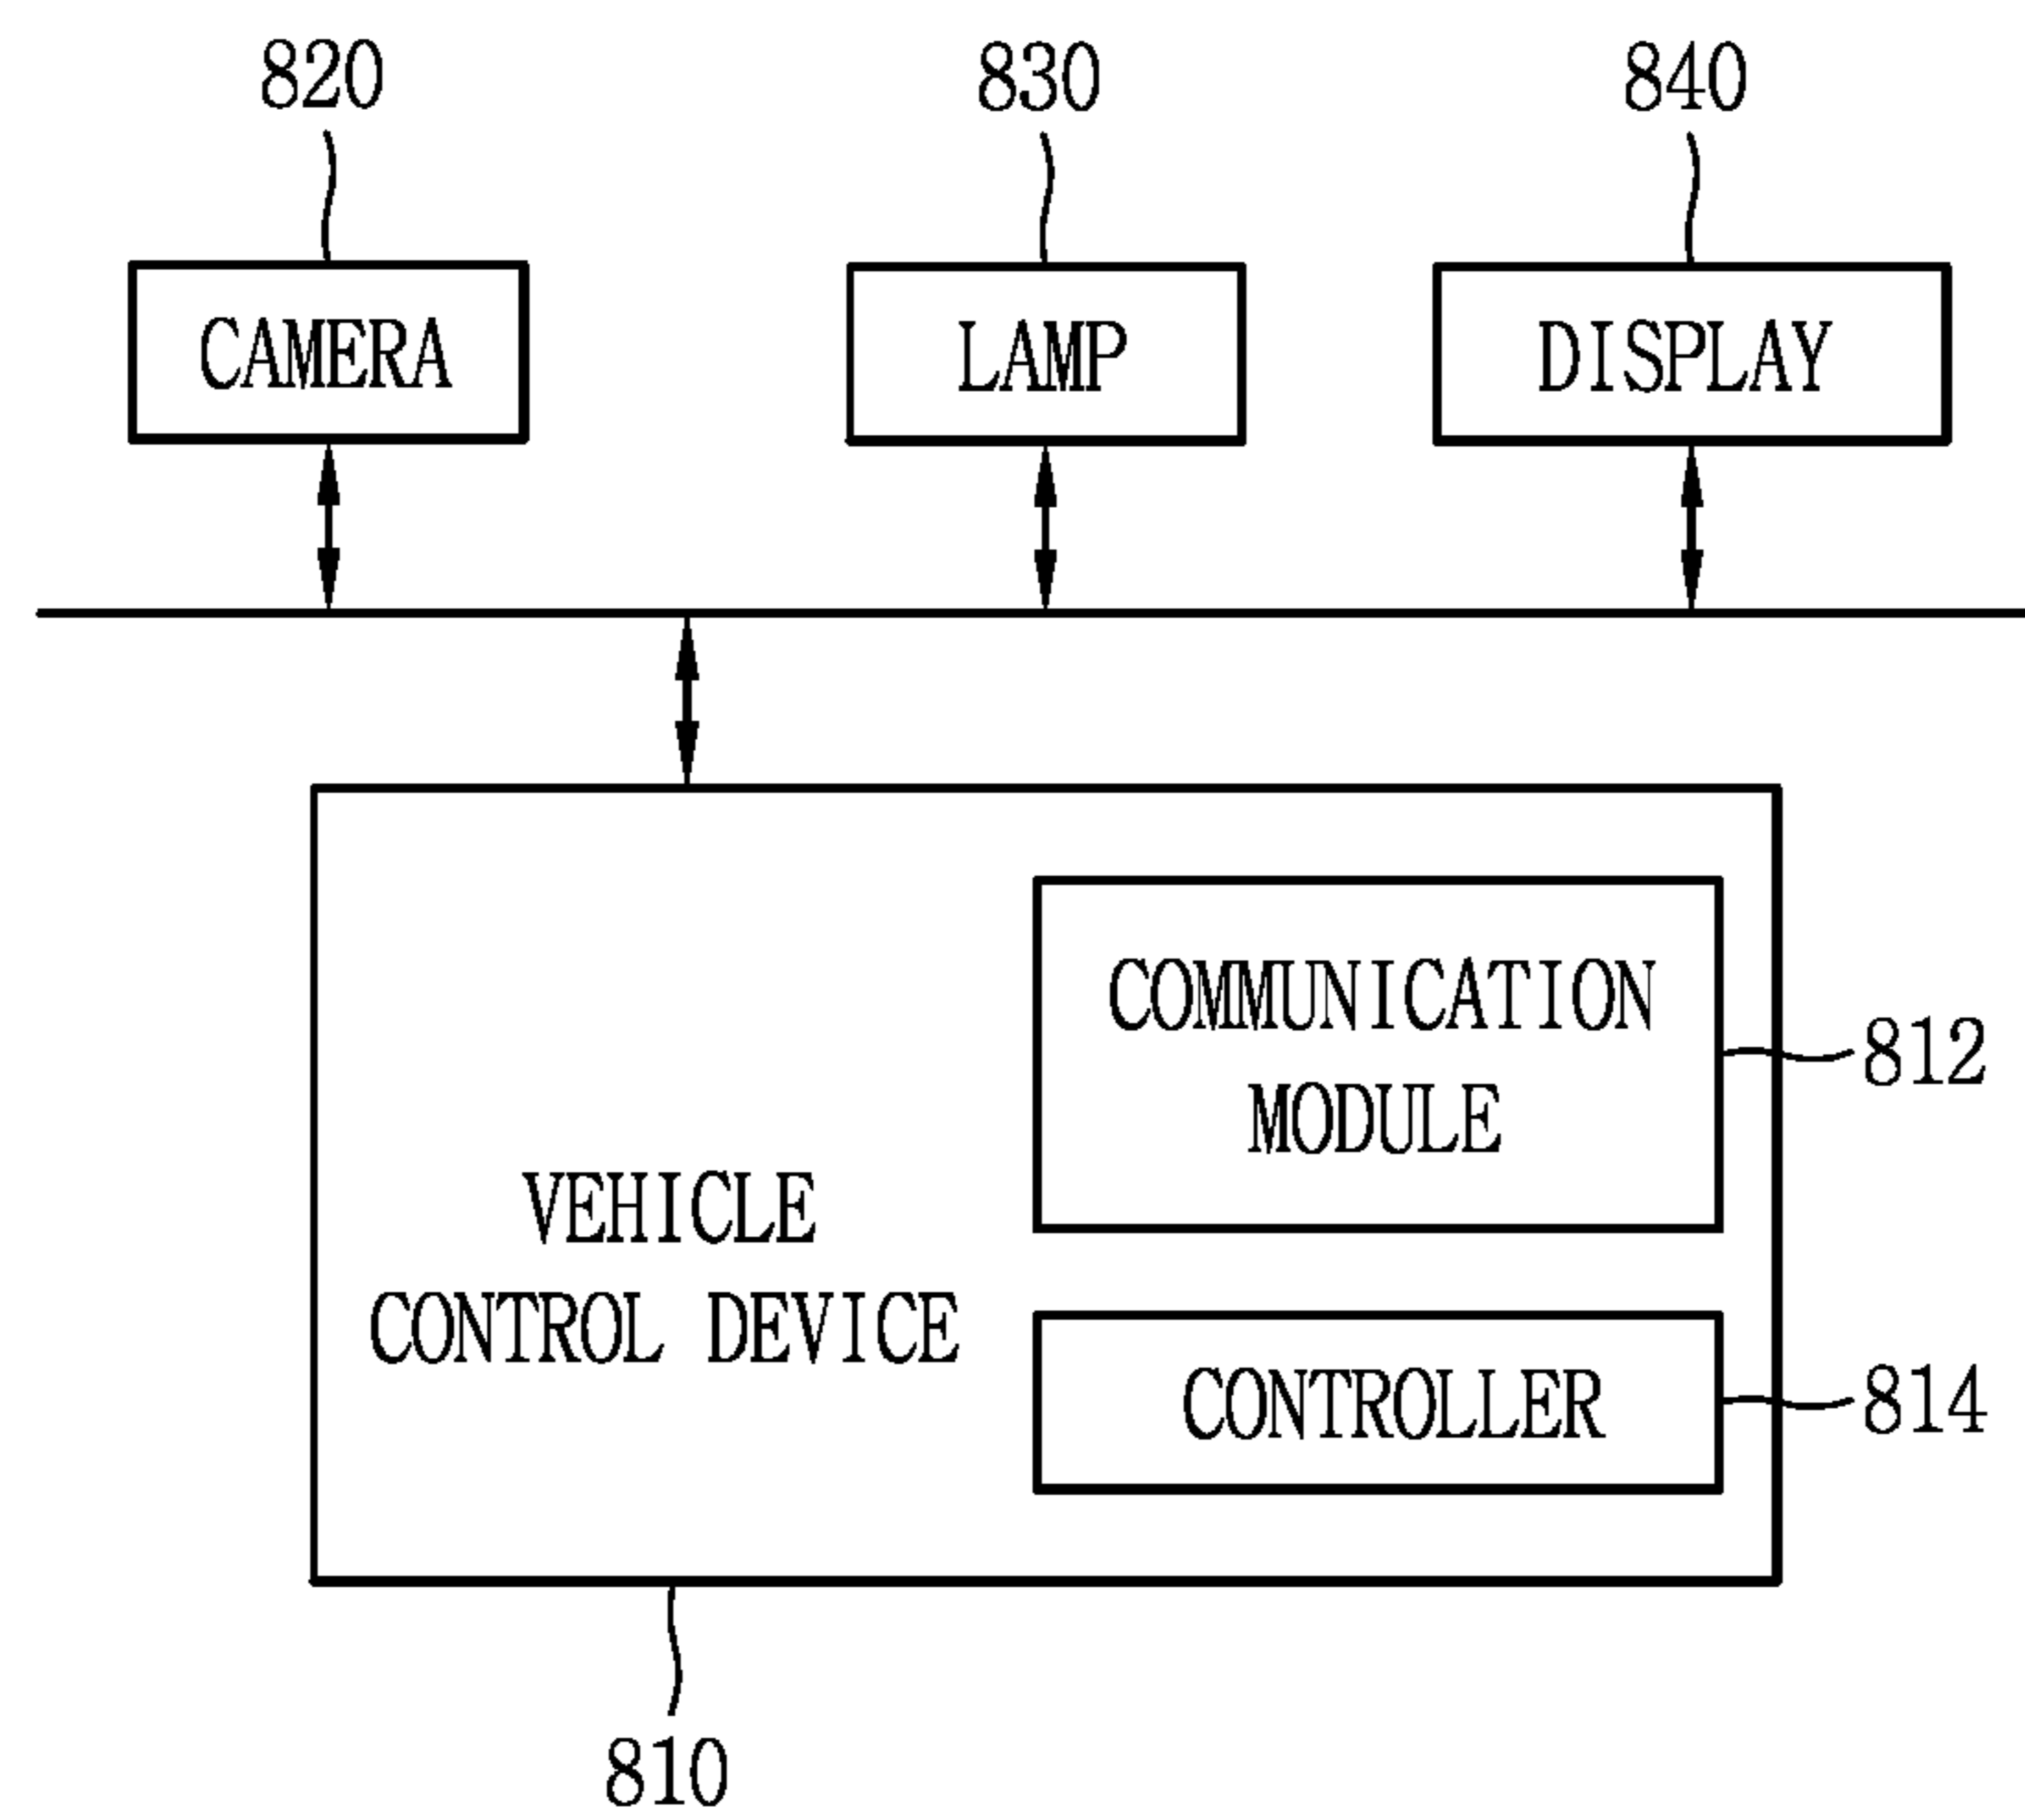 820
830
840
CAMERA
LAMP
DISPLAY
COMMUNICATION
MODULE
812
VEHICLE
CONTROL DEVICE
CONTROLLER
814
810